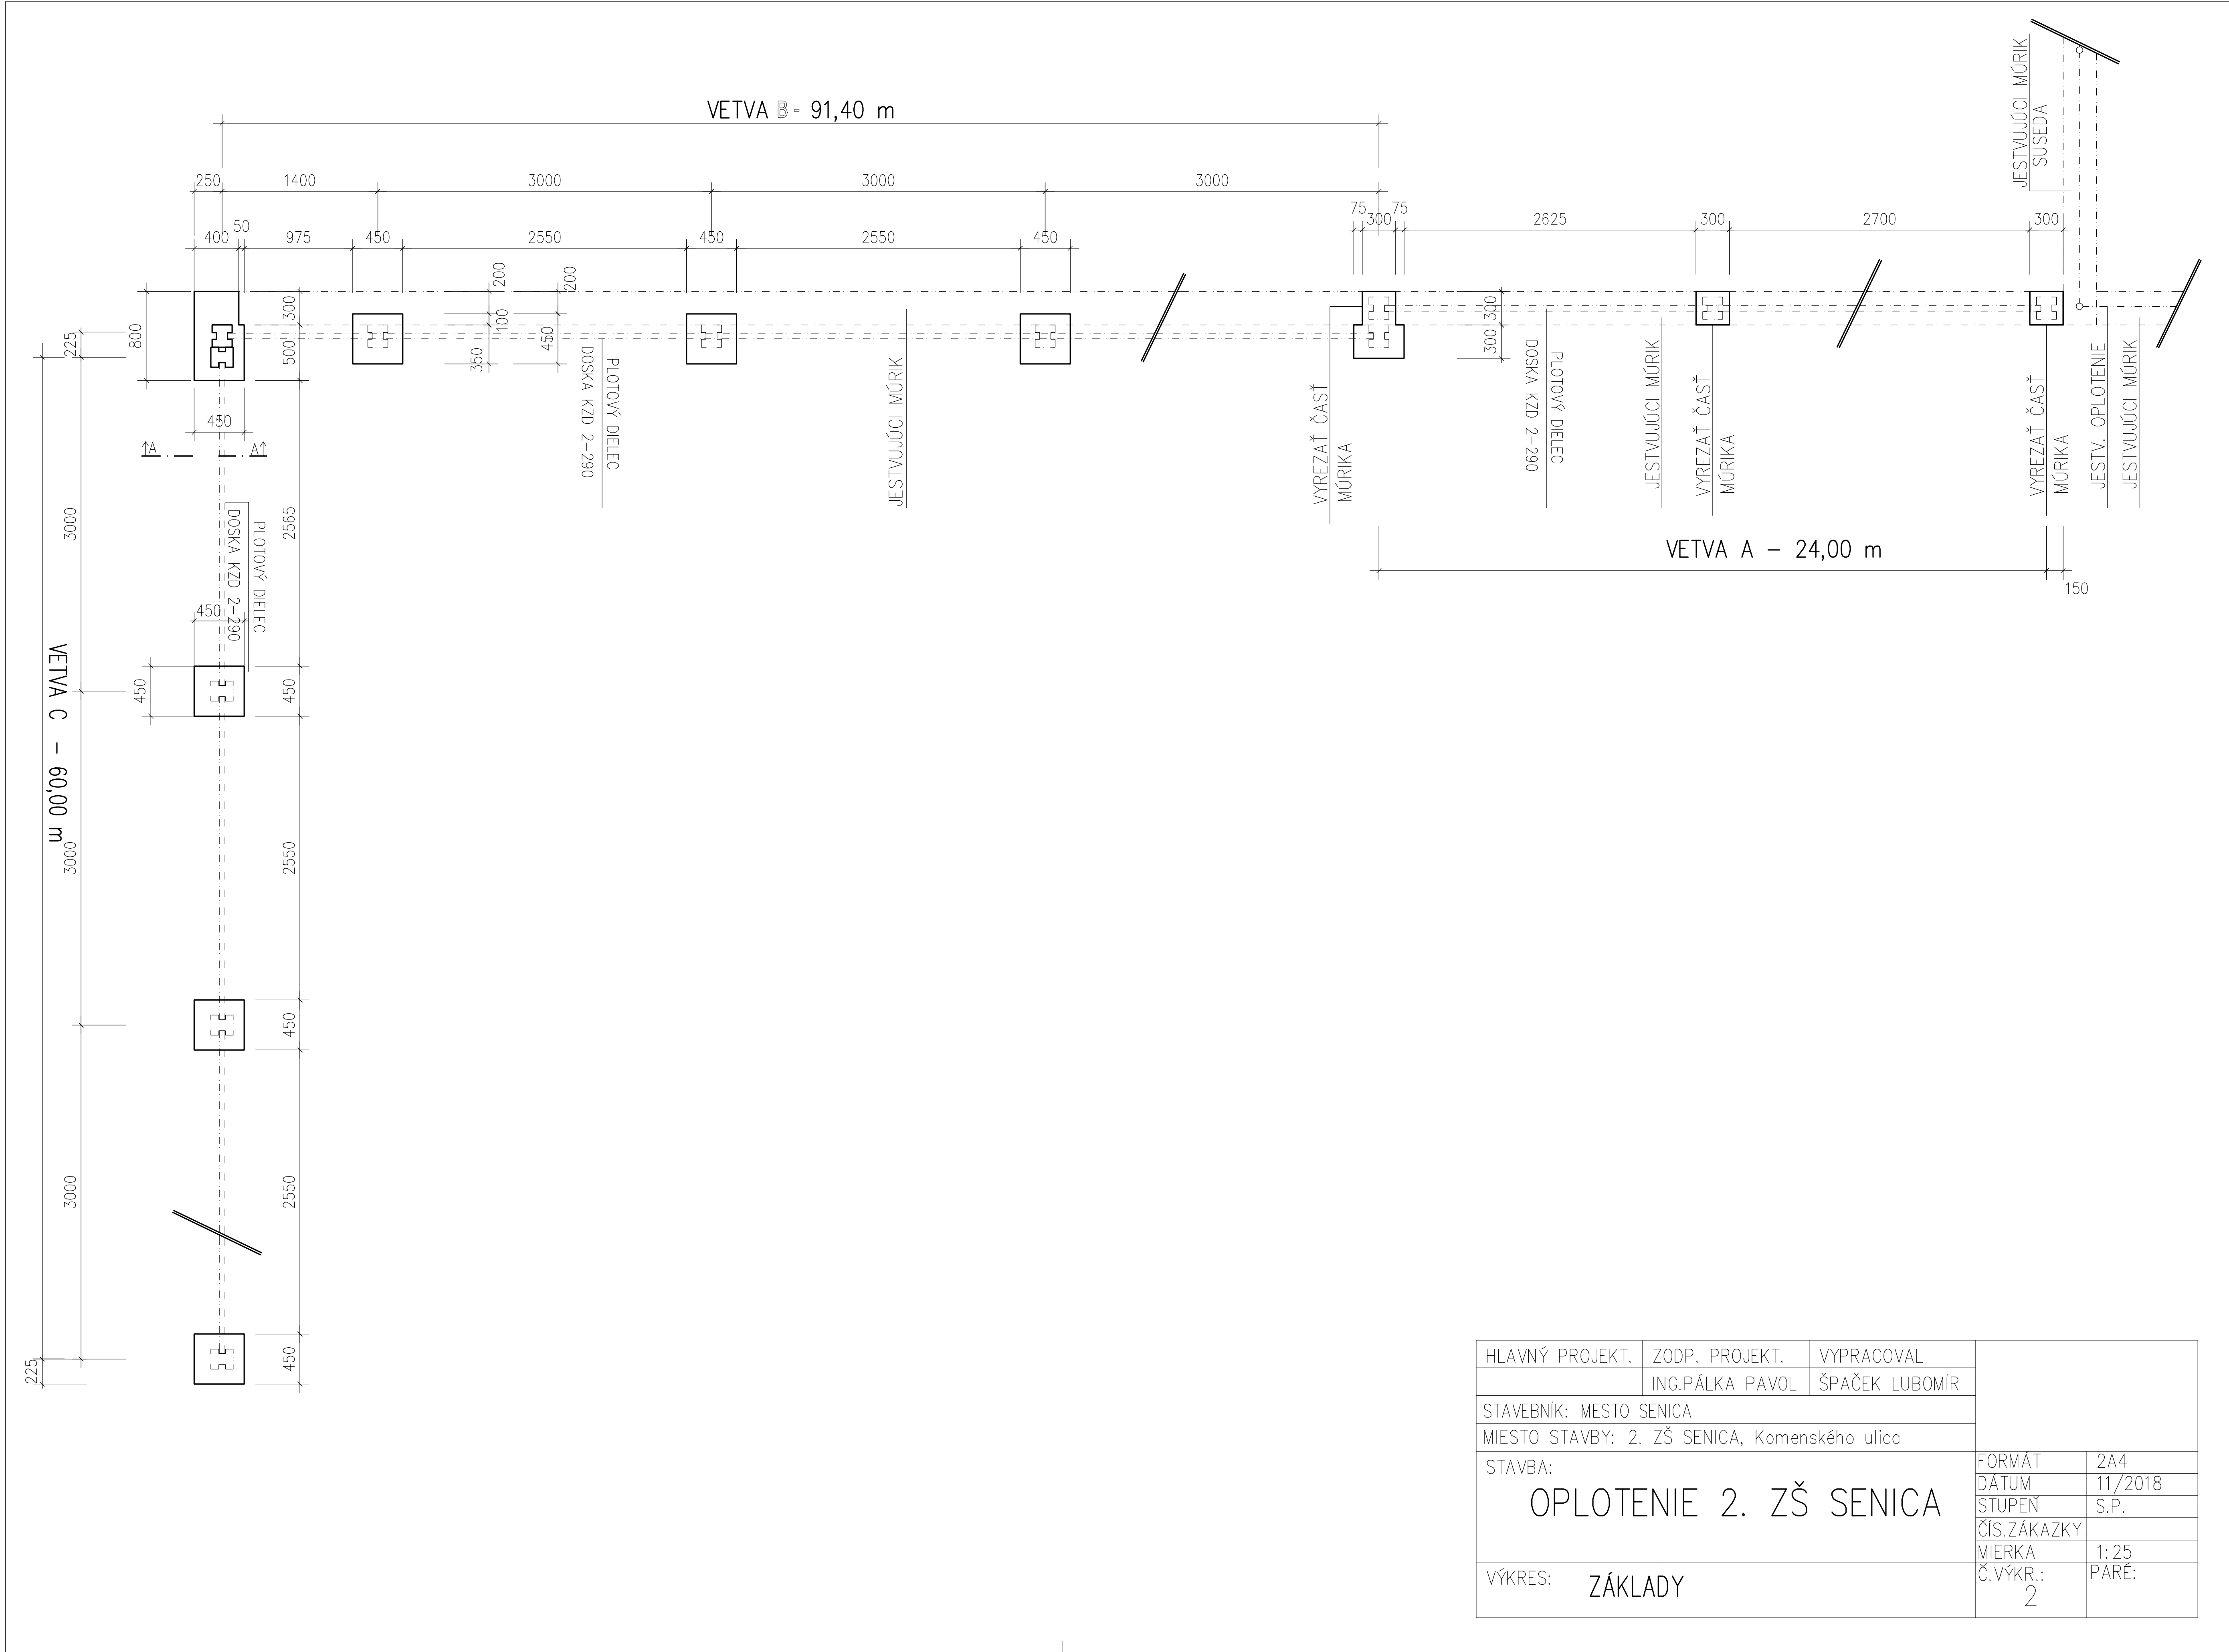 JESTVUJÚCI MÚRIK
SUSEDA
VETVA B - 91,40 m
250
1400
3000
3000
3000
400
50
975
450
2550
450
2550
450
75
300
75
2625
300
2700
300
200
200
100
350
450
800
300
500
225
300
300
450
A
A
PLOTOVÝ DIELEC
DOSKA KZD 2-290
JESTVUJÚCI MÚRIK
VYREZAŤ ČASŤ
MÚRIKA
PLOTOVÝ DIELEC
DOSKA KZD 2-290
JESTVUJÚCI MÚRIK
VYREZAŤ ČASŤ
MÚRIKA
VYREZAŤ ČASŤ
MÚRIKA
JESTV. OPLOTENIE
JESTVUJÚCI MÚRIK
VETVA A - 24,00 m
150
3000
2565
PLOTOVÝ DIELEC
DOSKA KZD 2-290
450
450
450
VETVA C - 60,00 m
3000
2550
450
3000
2550
450
225
HLAVNÝ PROJEKT. ZODP. PROJEKT. VYPRACOVAL
ING.PÁLKA PAVOL ŠPAČEK LUBOMÍR
STAVEBNÍK: MESTO SENICA
MIESTO STAVBY: 2. ZŠ SENICA, Komenského ulica
STAVBA:
OPLOTENIE 2. ZŠ SENICA
FORMÁT 2A4
DÁTUM 11/2018
STUPEŇ S.P.
ČÍS.ZÁKAZKY
MIERKA 1:25
VÝKRES: ZÁKLADY
Č.VÝKR.: 2
PARÉ: